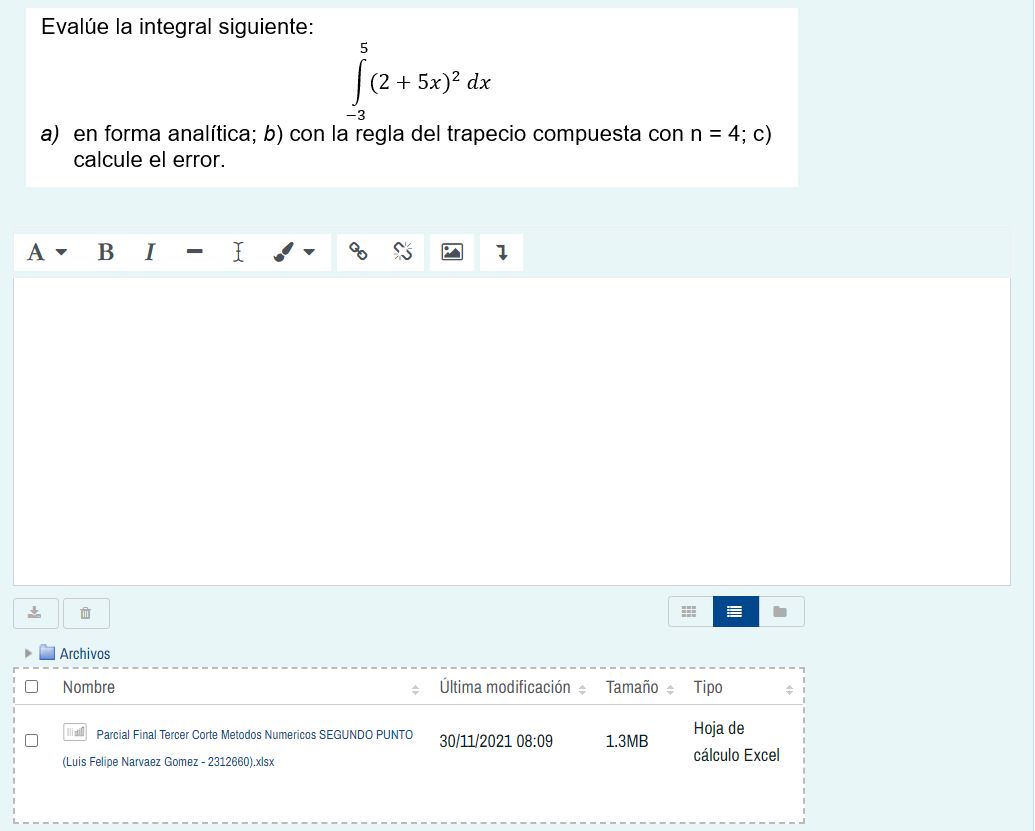 Evalúe la integral siguiente:
5
∫(2 + 5x)² dx
−3
a) en forma analítica; b) con la regla del trapecio compuesta con n = 4; c)
calcule el error.
A B I
Archivos
Nombre Última modificación Tamaño Tipo
Parcial Final Tercer Corte Metodos Numericos SEGUNDO PUNTO
(Luis Felipe Narvaez Gomez - 2312660).xlsx
30/11/2021 08:09 1.3MB
Hoja de
cálculo Excel